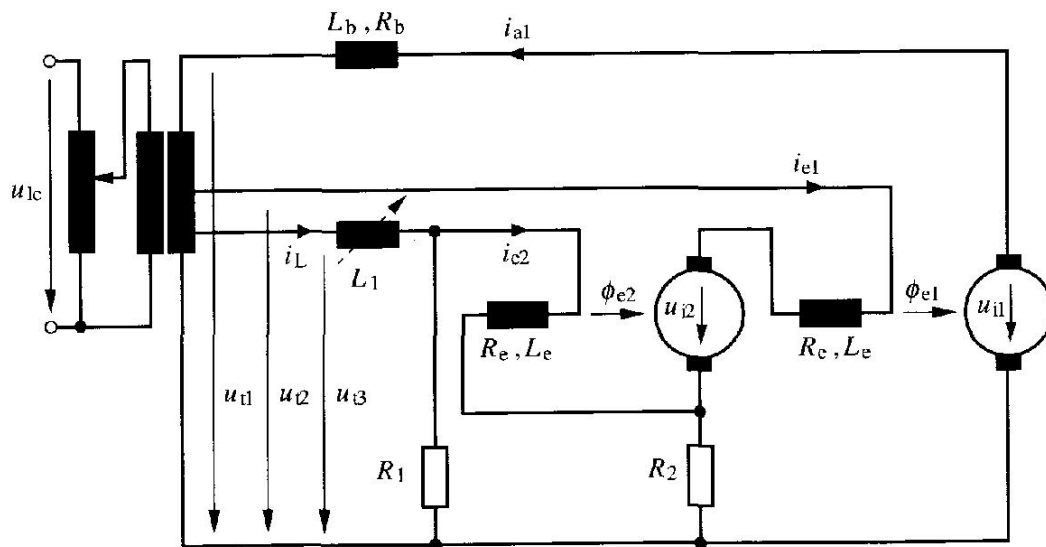 L_b , R_b
i_a1
i_e1
u_1c
i_L
L_1
i_e2
ϕ_e2
u_i2
ϕ_e1
u_i1
R_e , L_e
R_e , L_e
u_t1
u_t2
u_t3
R_1
R_2